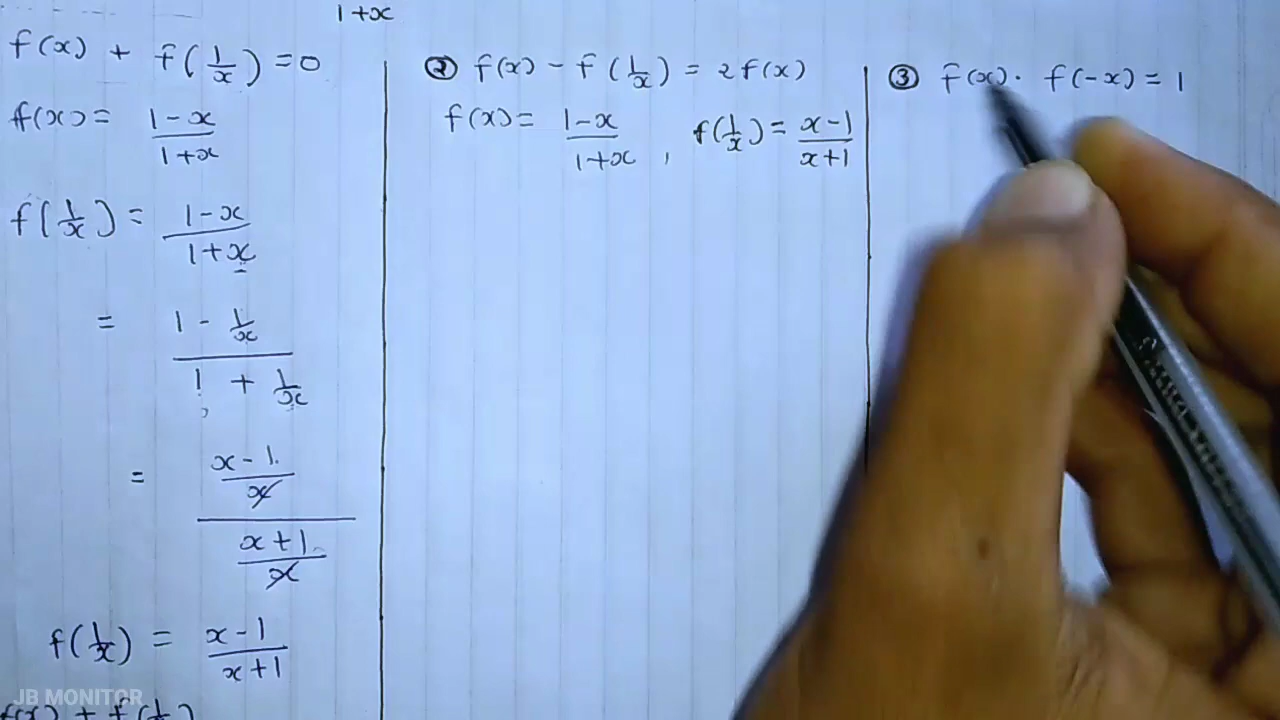 1+x
f(x) + f(1/x) = 0
f(x) = 1-x / 1+x
f(1/x) = 1-x / 1+x
= 1 - 1/x / 1 + 1/x
= x-1/x / x+1/x
f(1/x) = x-1 / x+1
f(x) + f(1/x)
② f(x) - f(1/x) = 2f(x)
f(x) = 1-x / 1+x , f(1/x) = x-1 / x+1
③ f(x) . f(-x) = 1
JB MONITOR